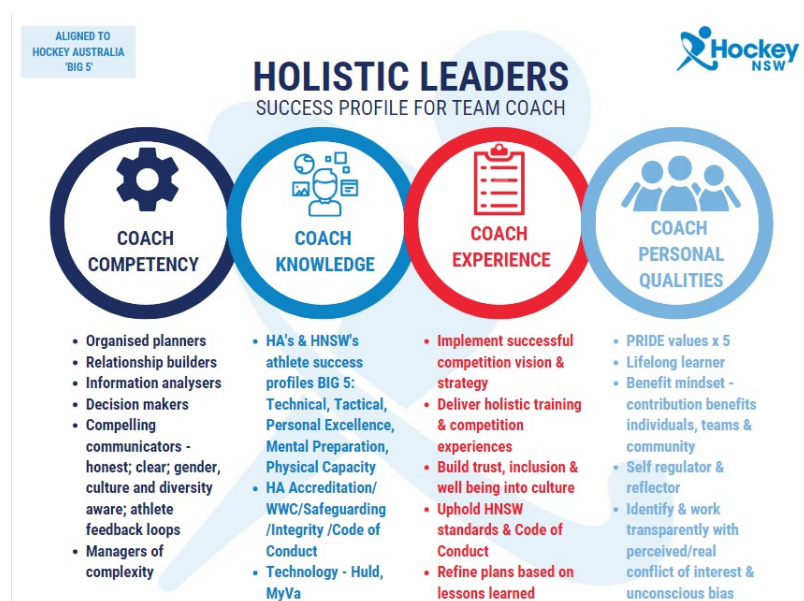 ALIGNED TO
HOCKEY AUSTRALIA
'BIG 5'
Hockey
NSW
HOLISTIC LEADERS
SUCCESS PROFILE FOR TEAM COACH
COACH
COMPETENCY
• Organised planners
• Relationship builders
• Information analysers
• Decision makers
• Compelling
communicators -
honest; clear; gender,
culture and diversity
aware; athlete
feedback loops
• Managers of
complexity
COACH
KNOWLEDGE
• HA's & HNSW's
athlete success
profiles BIG 5:
Technical, Tactical,
Personal Excellence,
Mental Preparation,
Physical Capacity
• HA Accreditation/
WWC/Safeguarding
/Integrity /Code of
Conduct
• Technology - Huld,
MyVa
COACH
EXPERIENCE
• Implement successful
competition vision &
strategy
• Deliver holistic training
& competition
experiences
• Build trust, inclusion &
well being into culture
• Uphold HNSW
standards & Code of
Conduct
• Refine plans based on
lessons learned
COACH
PERSONAL
QUALITIES
• PRIDE values x 5
• Lifelong learner
• Benefit mindset -
contribution benefits
individuals, teams &
community
• Self regulator &
reflector
• Identify & work
transparently with
perceived/real
conflict of interest &
unconscious bias